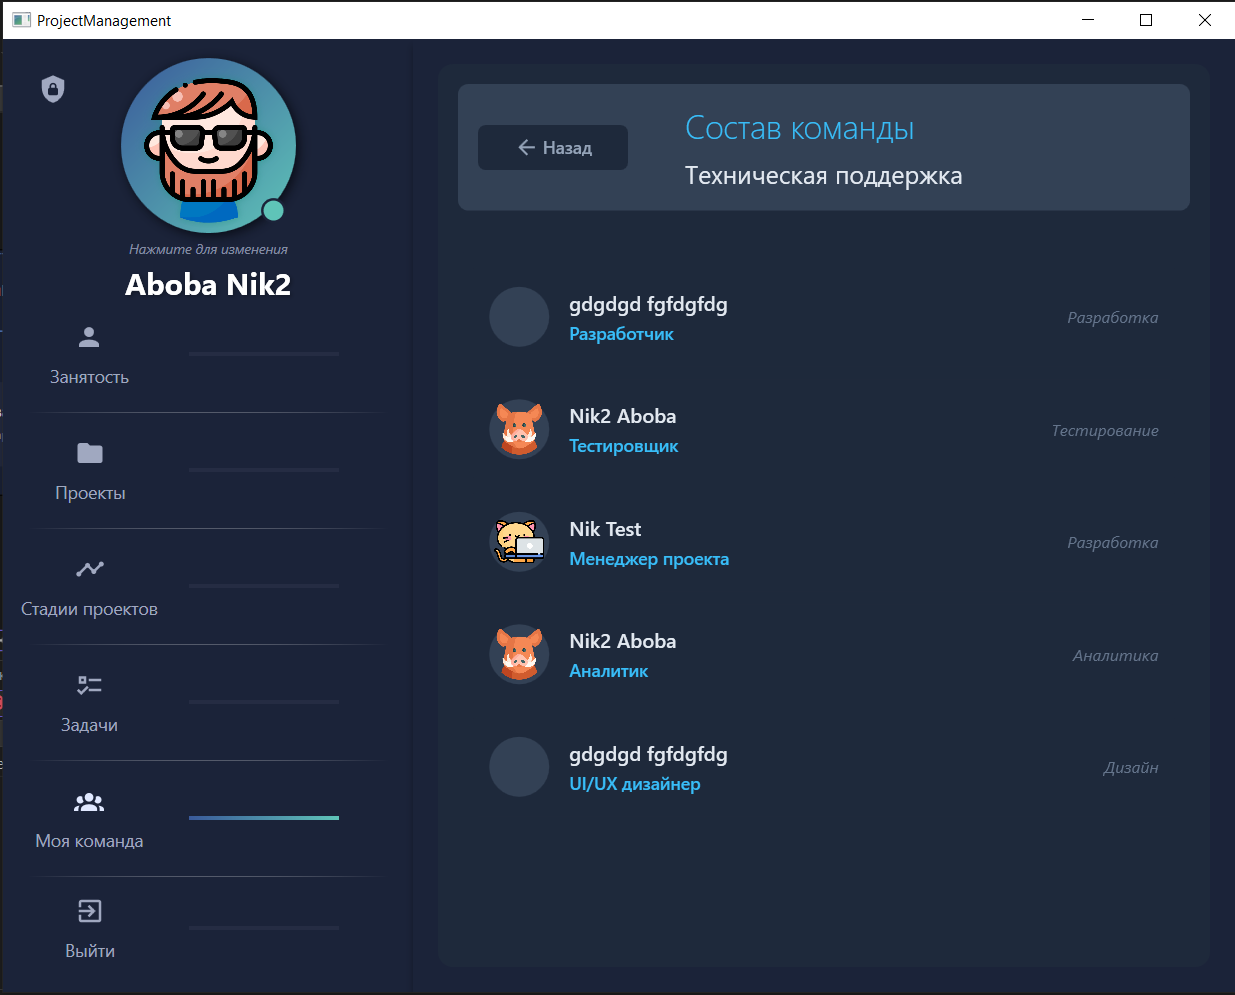 ProjectManagement
Нажмите для изменения
Aboba Nik2
Занятость
Проекты
Стадии проектов
Задачи
Моя команда
Выйти
Назад
Состав команды
Техническая поддержка
gdgdgd fgfdgfdg
Разработчик
Разработка
Nik2 Aboba
Тестировщик
Тестирование
Nik Test
Менеджер проекта
Разработка
Nik2 Aboba
Аналитик
Аналитика
gdgdgd fgfdgfdg
UI/UX дизайнер
Дизайн